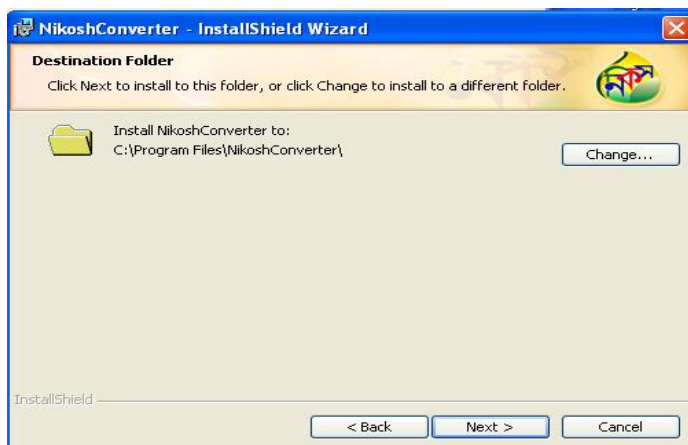 NikoshConverter - InstallShield Wizard
Destination Folder
Click Next to install to this folder, or click Change to install to a different folder.
নিকস
Install NikoshConverter to:
C:\Program Files\NikoshConverter\
Change...
InstallShield
< Back
Next >
Cancel